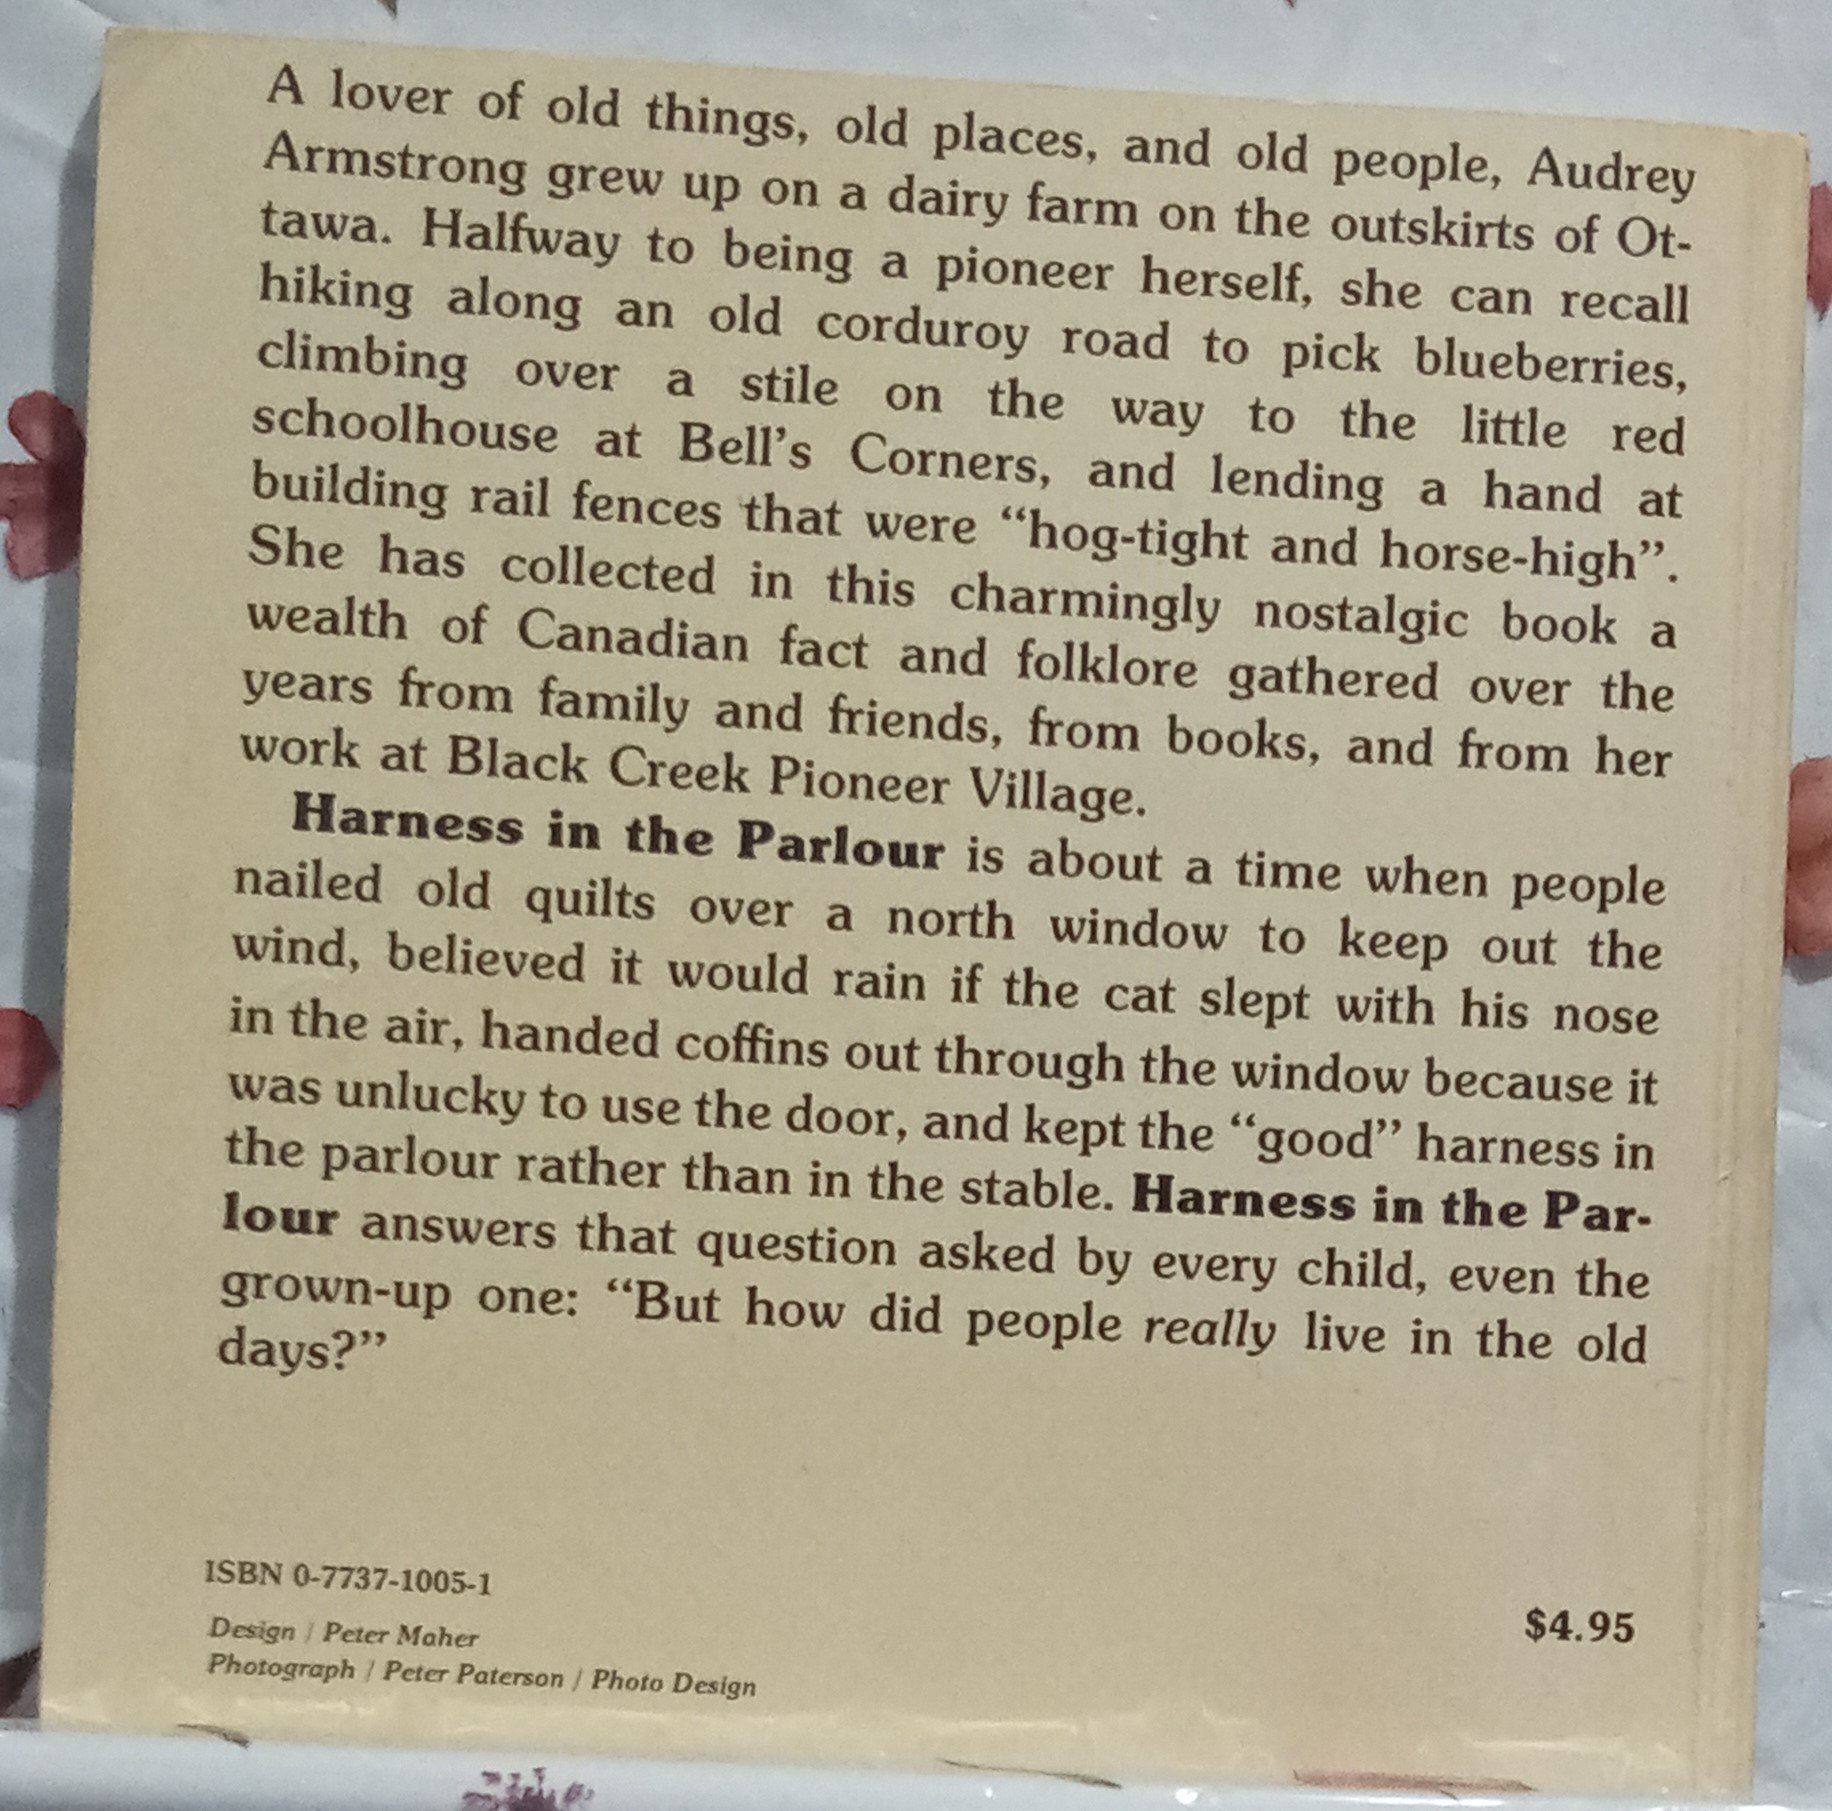 A lover of old things, old places, and old people, Audrey
Armstrong grew up on a dairy farm on the outskirts of Ot-
tawa. Halfway to being a pioneer herself, she can recall
hiking along an old corduroy road to pick blueberries,
climbing over a stile on the way to the little red
schoolhouse at Bell’s Corners, and lending a hand at
building rail fences that were “hog-tight and horse-high”.
She has collected in this charmingly nostalgic book a
wealth of Canadian fact and folklore gathered over the
years from family and friends, from books, and from her
work at Black Creek Pioneer Village.
Harness in the Parlour is about a time when people
nailed old quilts over a north window to keep out the
wind, believed it would rain if the cat slept with his nose
in the air, handed coffins out through the window because it
was unlucky to use the door, and kept the “good” harness in
the parlour rather than in the stable. Harness in the Par-
lour answers that question asked by every child, even the
grown-up one: “But how did people really live in the old
days?”
ISBN 0-7737-1005-1
$4.95
Design / Peter Maher
Photograph / Peter Paterson / Photo Design